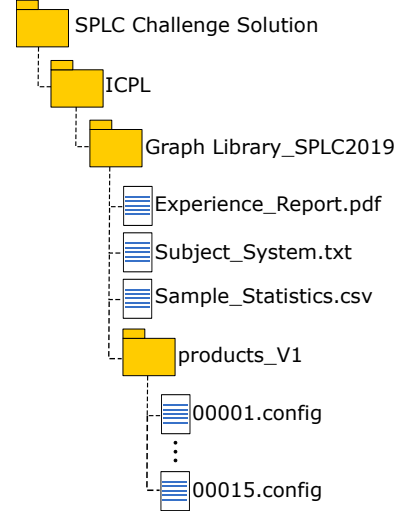 SPLC Challenge Solution
ICPL
Graph Library_SPLC2019
Experience_Report.pdf
Subject_System.txt
Sample_Statistics.csv
products_V1
00001.config
00015.config